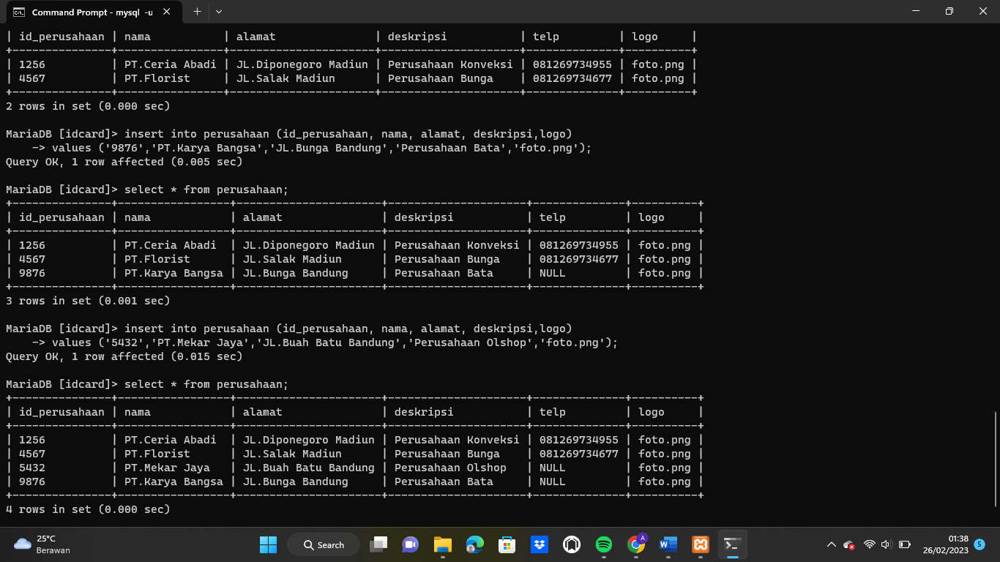 Command Prompt - mysql  -u
| id_perusahaan | nama           | alamat               | deskripsi            | telp         | logo     |
+---------------+----------------+----------------------+----------------------+--------------+----------+
| 1256          | PT.Ceria Abadi | JL.Diponegoro Madiun | Perusahaan Konveksi | 081269734955 | foto.png |
| 4567          | PT.Florist     | JL.Salak Madiun      | Perusahaan Bunga     | 081269734677 | foto.png |
+---------------+----------------+----------------------+----------------------+--------------+----------+
2 rows in set (0.000 sec)
MariaDB [idcard]> insert into perusahaan (id_perusahaan, nama, alamat, deskripsi,logo)
    -> values ('9876','PT.Karya Bangsa','JL.Bunga Bandung','Perusahaan Bata','foto.png');
Query OK, 1 row affected (0.005 sec)
MariaDB [idcard]> select * from perusahaan;
+---------------+-----------------+----------------------+---------------------+--------------+----------+
| id_perusahaan | nama            | alamat               | deskripsi           | telp         | logo     |
+---------------+-----------------+----------------------+---------------------+--------------+----------+
| 1256          | PT.Ceria Abadi  | JL.Diponegoro Madiun | Perusahaan Konveksi | 081269734955 | foto.png |
| 4567          | PT.Florist      | JL.Salak Madiun      | Perusahaan Bunga    | 081269734677 | foto.png |
| 9876          | PT.Karya Bangsa | JL.Bunga Bandung     | Perusahaan Bata     | NULL         | foto.png |
+---------------+-----------------+----------------------+---------------------+--------------+----------+
3 rows in set (0.001 sec)
MariaDB [idcard]> insert into perusahaan (id_perusahaan, nama, alamat, deskripsi,logo)
    -> values ('5432','PT.Mekar Jaya','JL.Buah Batu Bandung','Perusahaan Olshop','foto.png');
Query OK, 1 row affected (0.015 sec)
MariaDB [idcard]> select * from perusahaan;
+---------------+-----------------+----------------------+---------------------+--------------+----------+
| id_perusahaan | nama            | alamat               | deskripsi           | telp         | logo     |
+---------------+-----------------+----------------------+---------------------+--------------+----------+
| 1256          | PT.Ceria Abadi  | JL.Diponegoro Madiun | Perusahaan Konveksi | 081269734955 | foto.png |
| 4567          | PT.Florist      | JL.Salak Madiun      | Perusahaan Bunga    | 081269734677 | foto.png |
| 5432          | PT.Mekar Jaya   | JL.Buah Batu Bandung | Perusahaan Olshop   | NULL         | foto.png |
| 9876          | PT.Karya Bangsa | JL.Bunga Bandung     | Perusahaan Bata     | NULL         | foto.png |
+---------------+-----------------+----------------------+---------------------+--------------+----------+
4 rows in set (0.000 sec)
25°C
Berawan
Search
A
W
01:38
26/02/2023
5